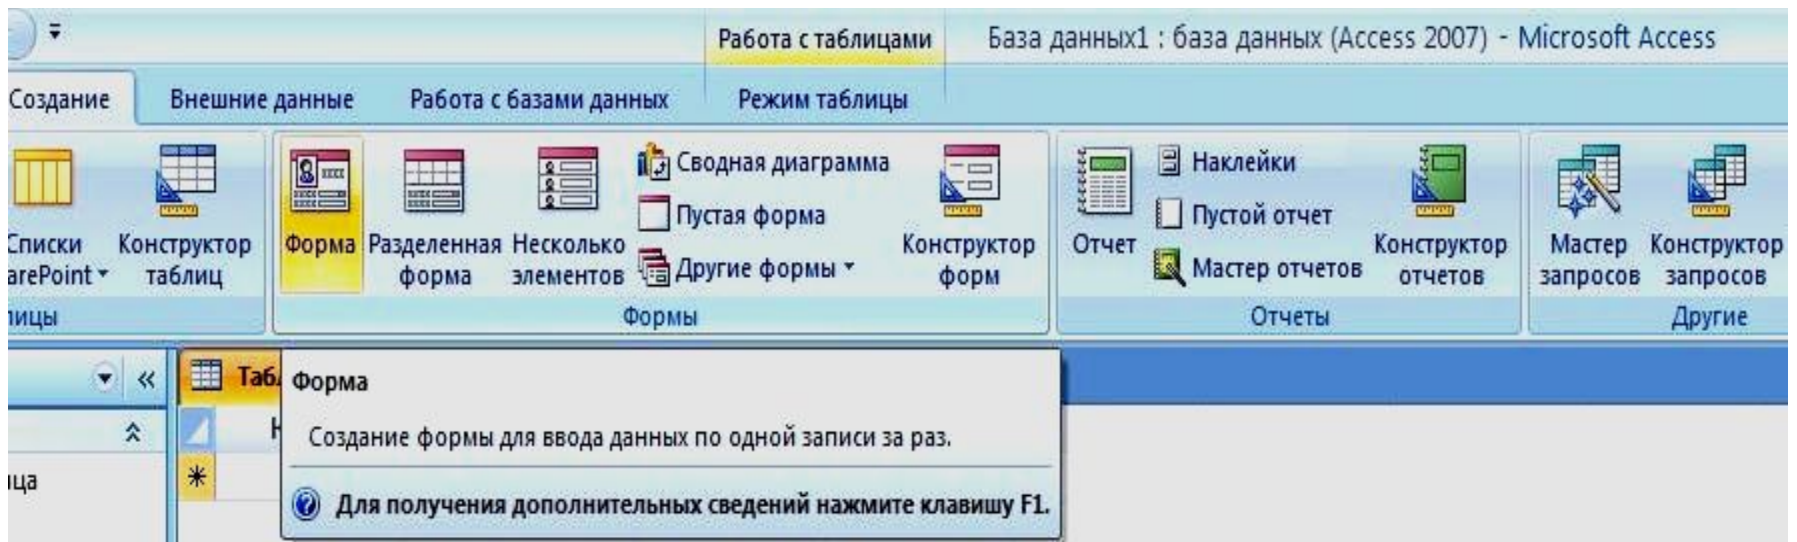 Работа с таблицами
База данных1 : база данных (Access 2007) - Microsoft Access
Создание
Внешние данные
Работа с базами данных
Режим таблицы
Списки
arePoint
Конструктор
таблиц
Форма
Разделенная
форма
Несколько
элементов
Сводная диаграмма
Пустая форма
Другие формы
Конструктор
форм
Отчет
Наклейки
Пустой отчет
Мастер отчетов
Конструктор
отчетов
Мастер
запросов
Конструктор
запросов
лицы
Формы
Отчеты
Другие
Табл
Форма
Создание формы для ввода данных по одной записи за раз.
ица
*
Для получения дополнительных сведений нажмите клавишу F1.